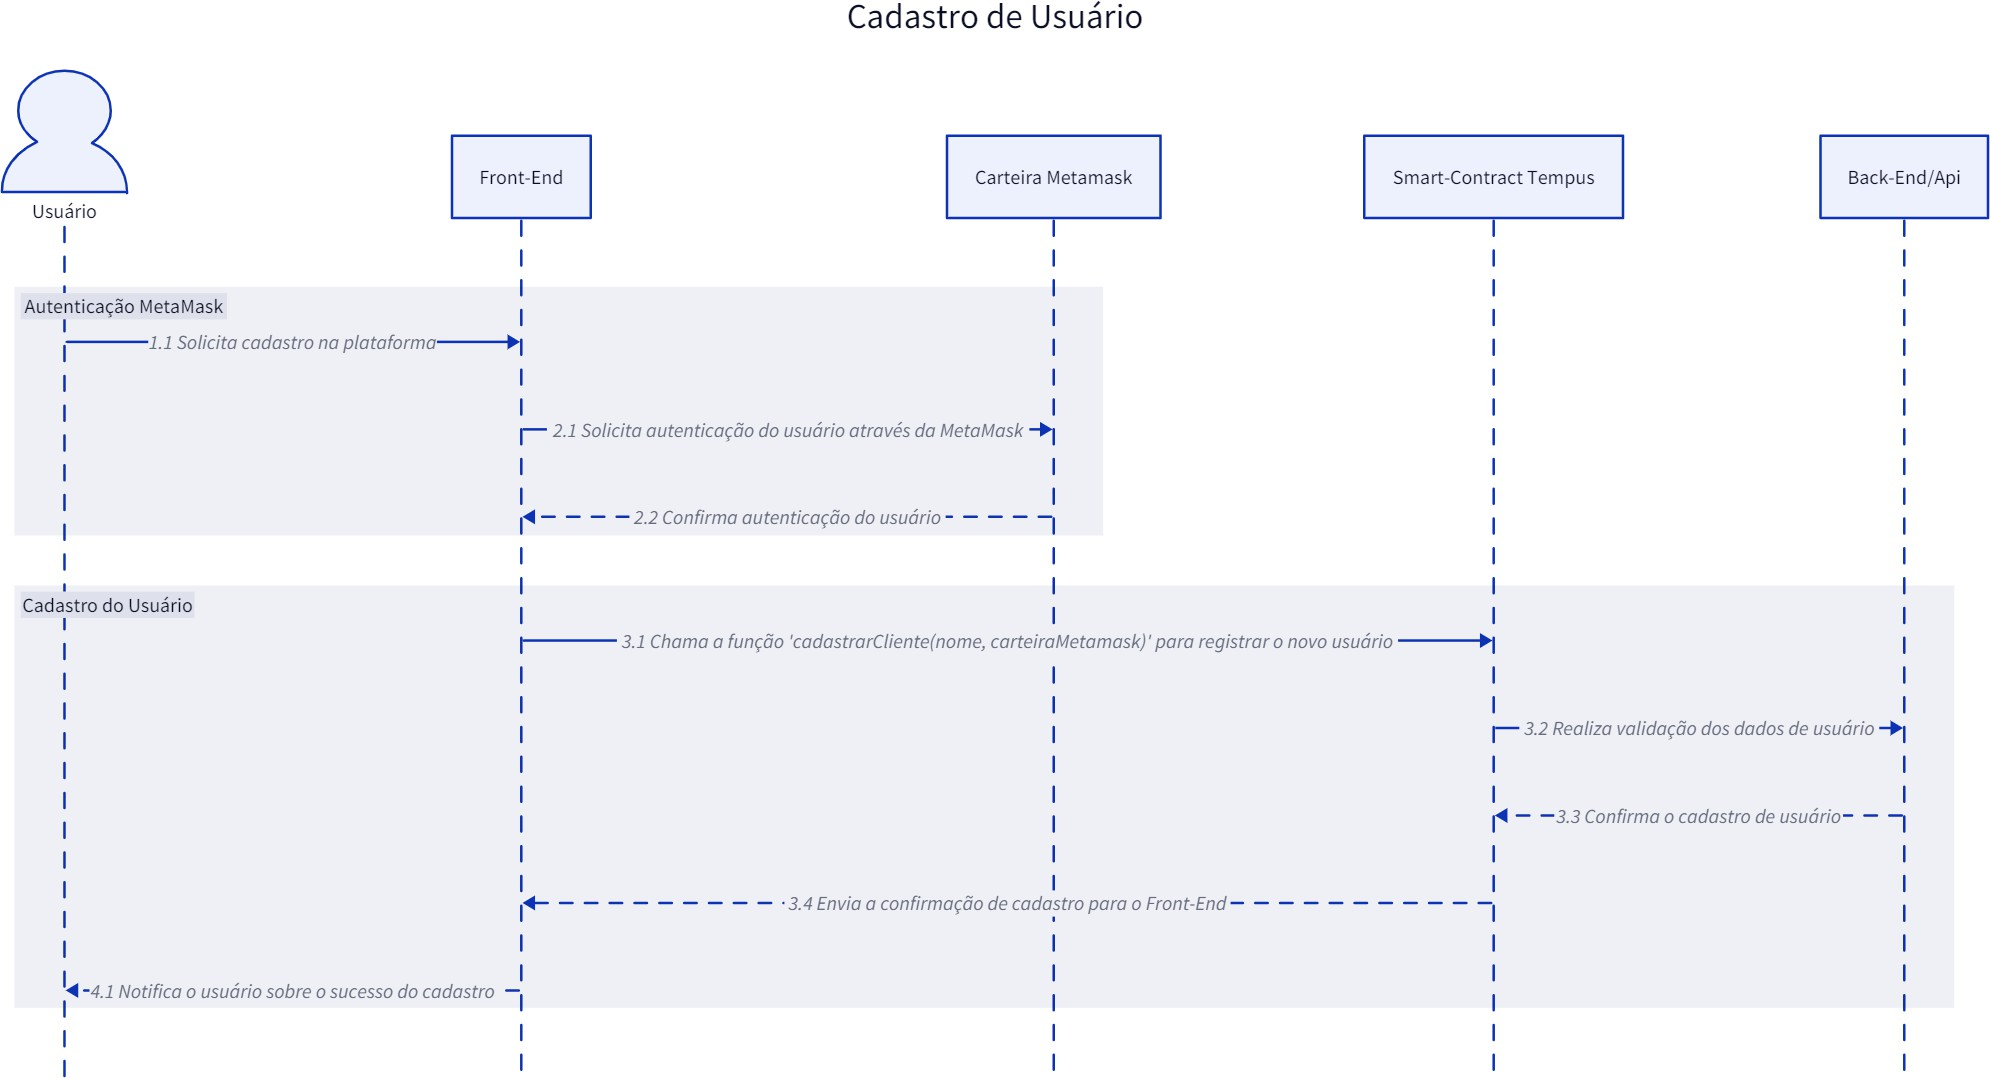 Cadastro de Usuário
Usuário
Front-End
Carteira Metamask
Smart-Contract Tempus
Back-End/Api
Autenticação MetaMask
1.1 Solicita cadastro na plataforma
2.1 Solicita autenticação do usuário através da MetaMask
2.2 Confirma autenticação do usuário
Cadastro do Usuário
3.1 Chama a função 'cadastrarCliente(nome, carteiraMetamask)' para registrar o novo usuário
3.2 Realiza validação dos dados de usuário
3.3 Confirma o cadastro de usuário
3.4 Envia a confirmação de cadastro para o Front-End
4.1 Notifica o usuário sobre o sucesso do cadastro